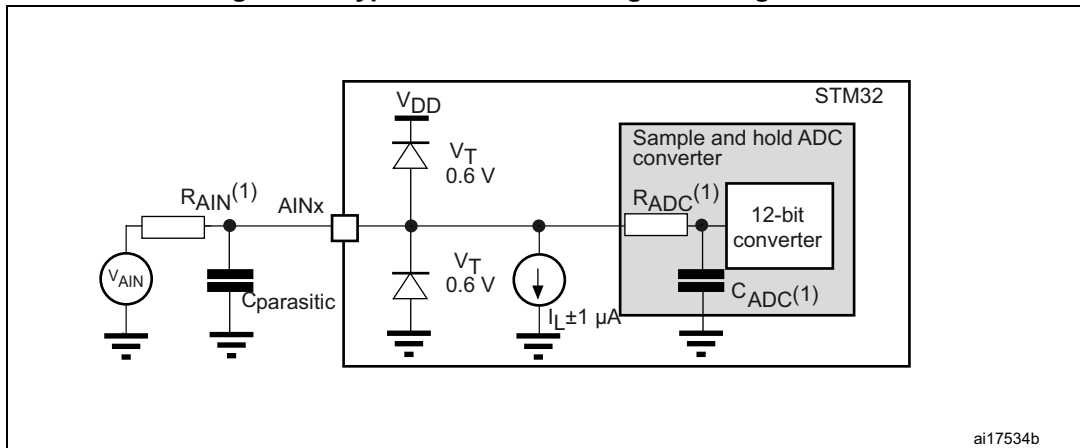 STM32
VDD
VT
0.6 V
Sample and hold ADC
converter
RAIN(1)
AINx
RADC(1)
12-bit
converter
VAIN
Cparasitic
VT
0.6 V
IL±1 µA
CADC(1)
ai17534b